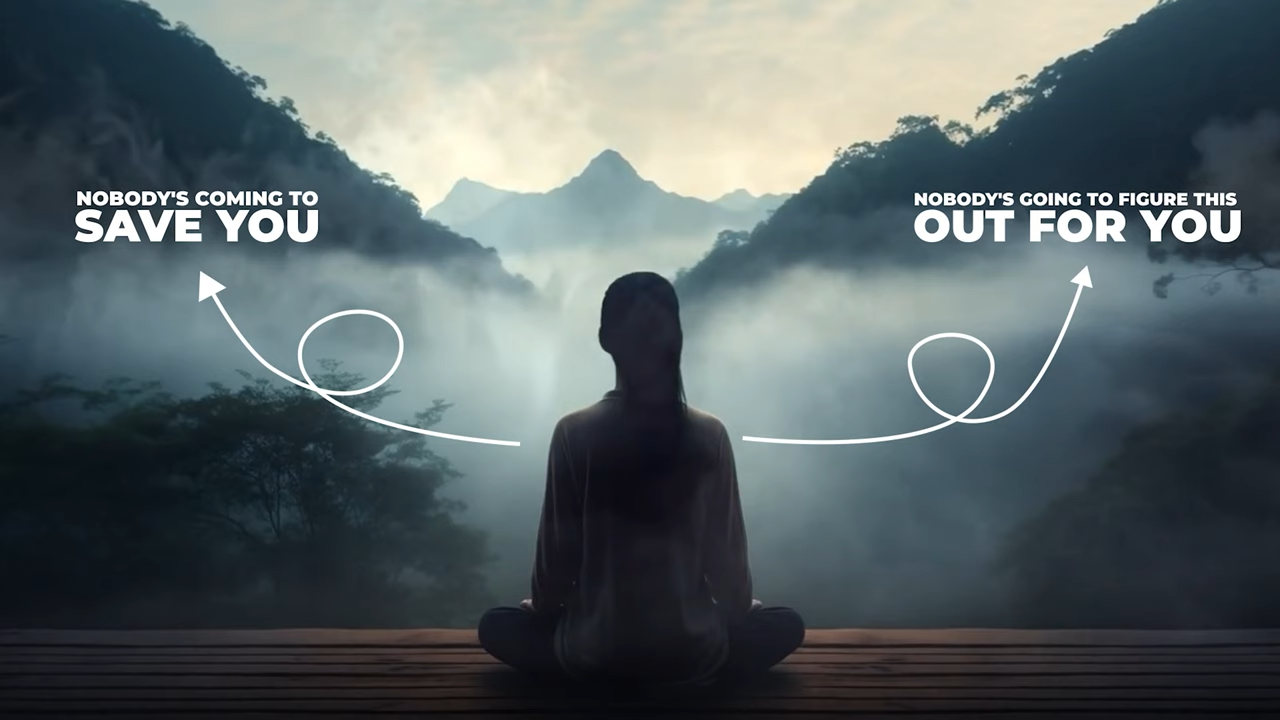 NOBODY'S COMING TO
SAVE YOU
NOBODY'S GOING TO FIGURE THIS
OUT FOR YOU